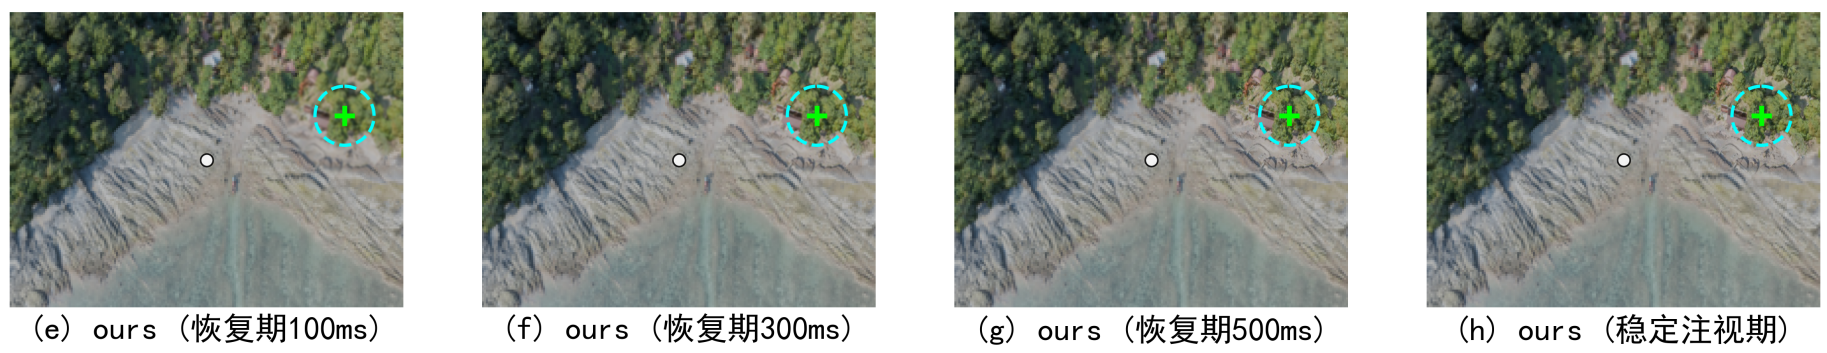 (e) ours (恢复期100ms)
(f) ours (恢复期300ms)
(g) ours (恢复期500ms)
(h) ours (稳定注视期)